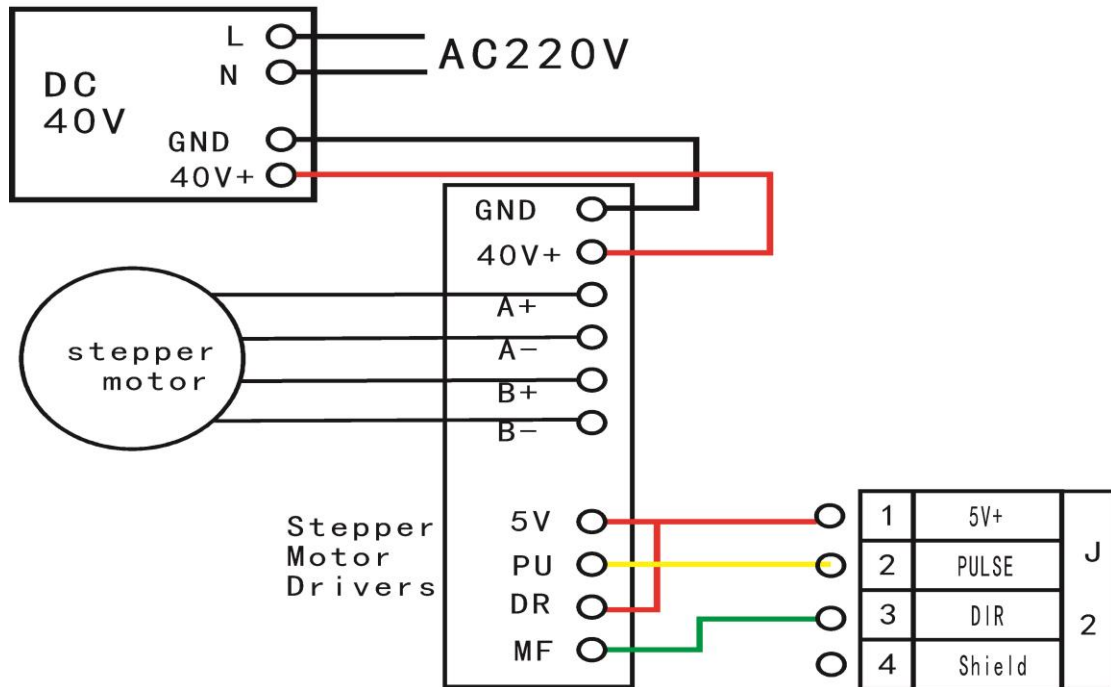 L
N
AC220V
DC
40V
GND
40V+
GND
40V+
A+
A-
B+
B-
stepper
motor
Stepper
Motor
Drivers
5V
PU
DR
MF
1 5V+
2 PULSE
3 DIR
4 Shield
J
2